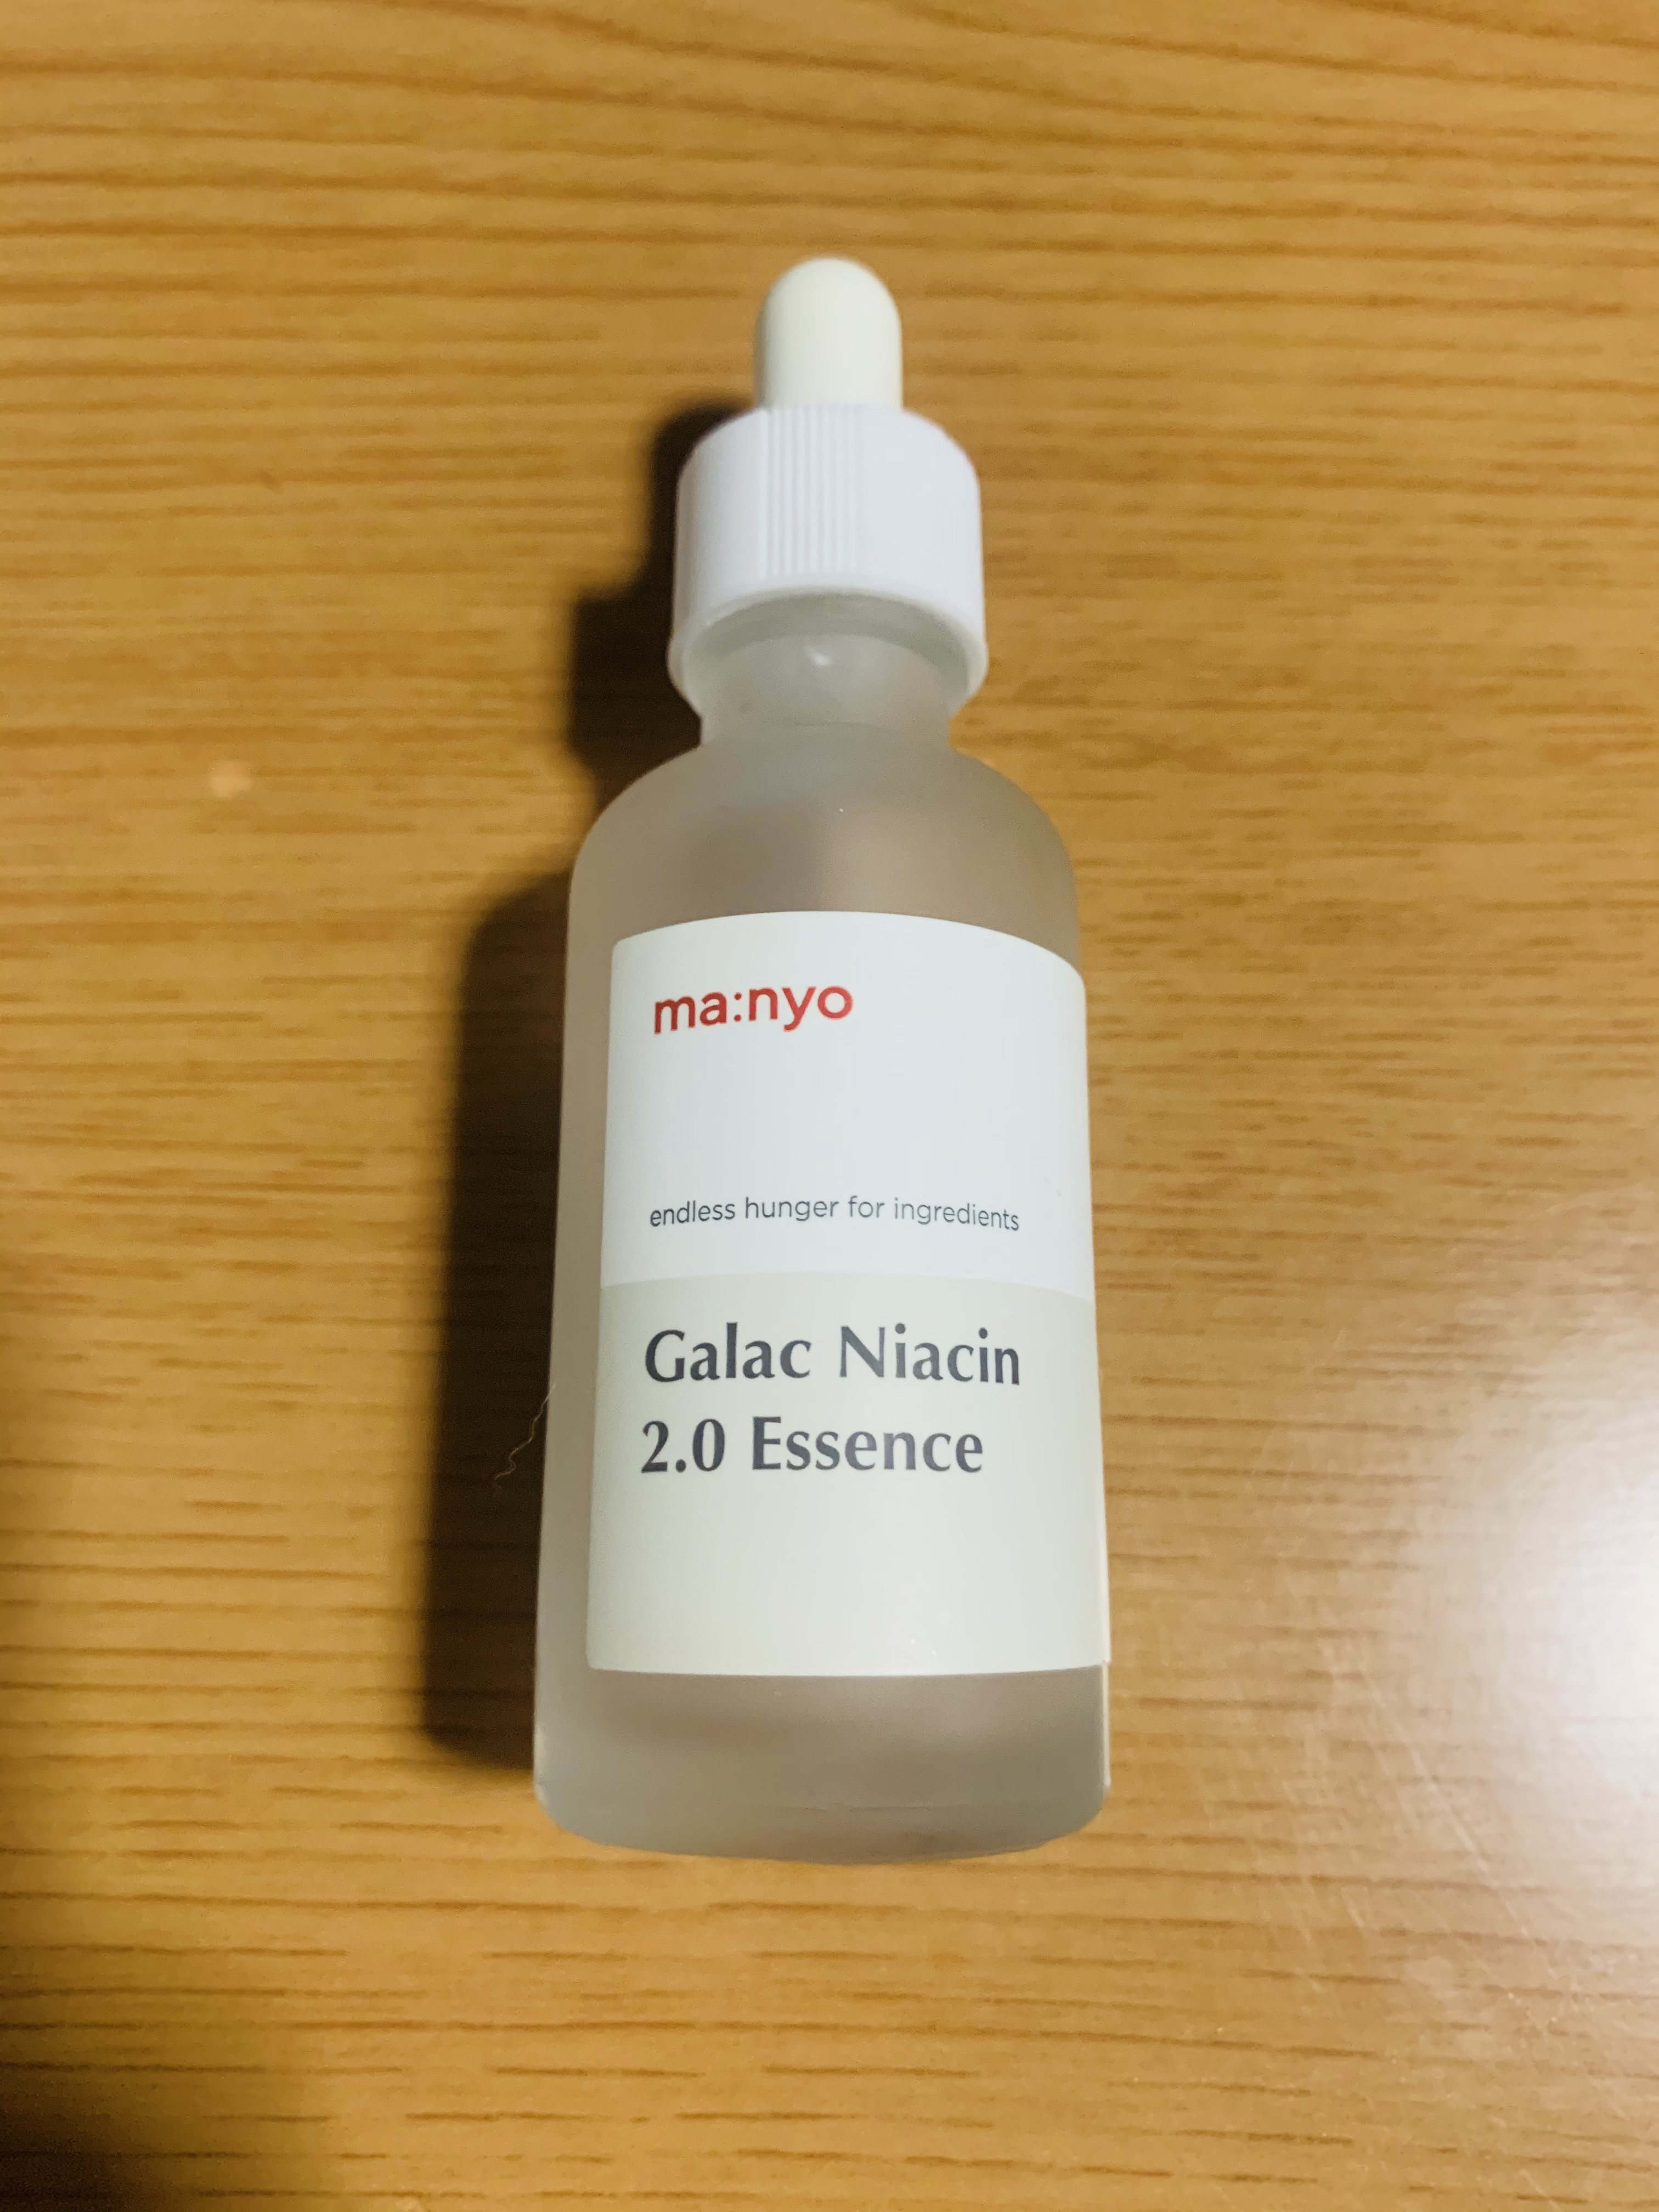 ma:nyo
endless hunger for ingredients
Galac Niacin
2.0 Essence